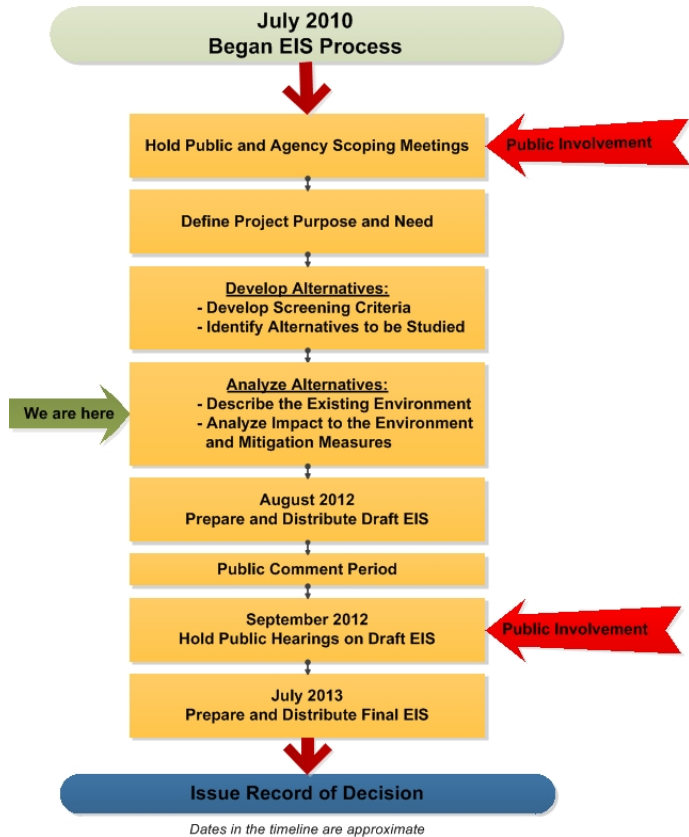 July 2010
Began EIS Process
Hold Public and Agency Scoping Meetings
Public Involvement
Define Project Purpose and Need
Develop Alternatives:
- Develop Screening Criteria
- Identify Alternatives to be Studied
We are here
Analyze Alternatives:
- Describe the Existing Environment
- Analyze Impact to the Environment
and Mitigation Measures
August 2012
Prepare and Distribute Draft EIS
Public Comment Period
September 2012
Hold Public Hearings on Draft EIS
Public Involvement
July 2013
Prepare and Distribute Final EIS
Issue Record of Decision
Dates in the timeline are approximate